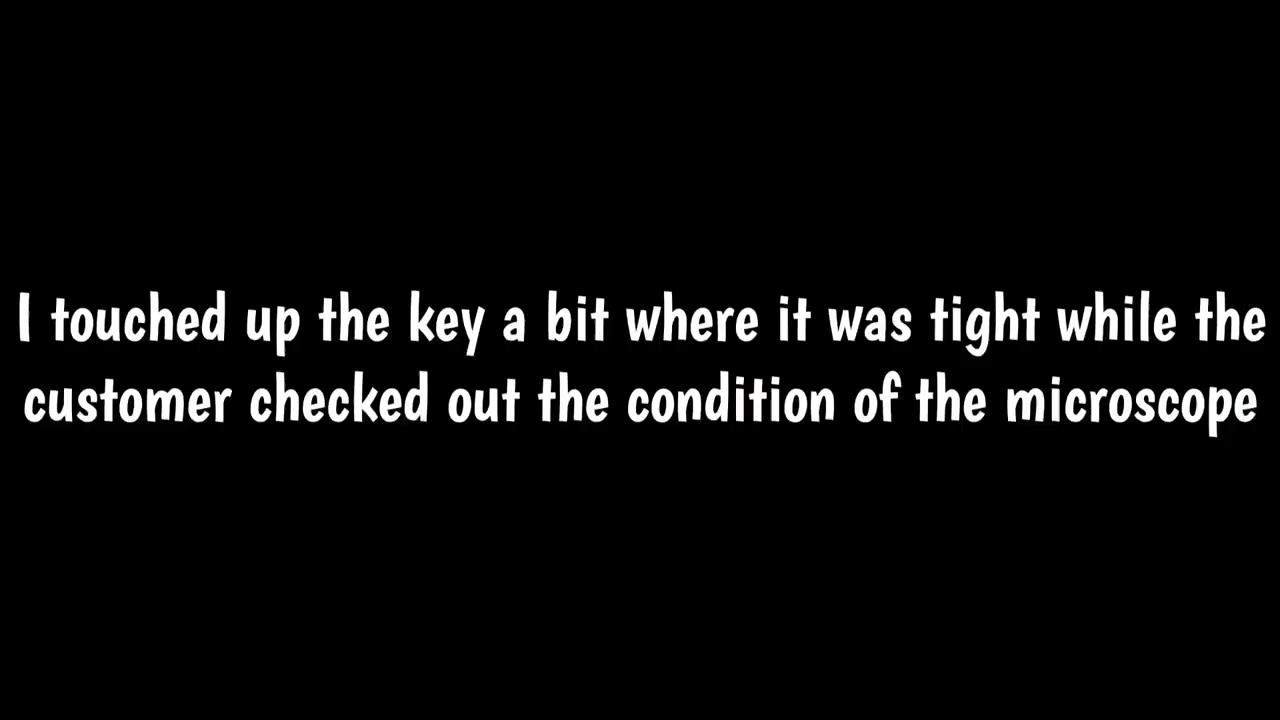 I touched up the key a bit where it was tight while the
customer checked out the condition of the microscope